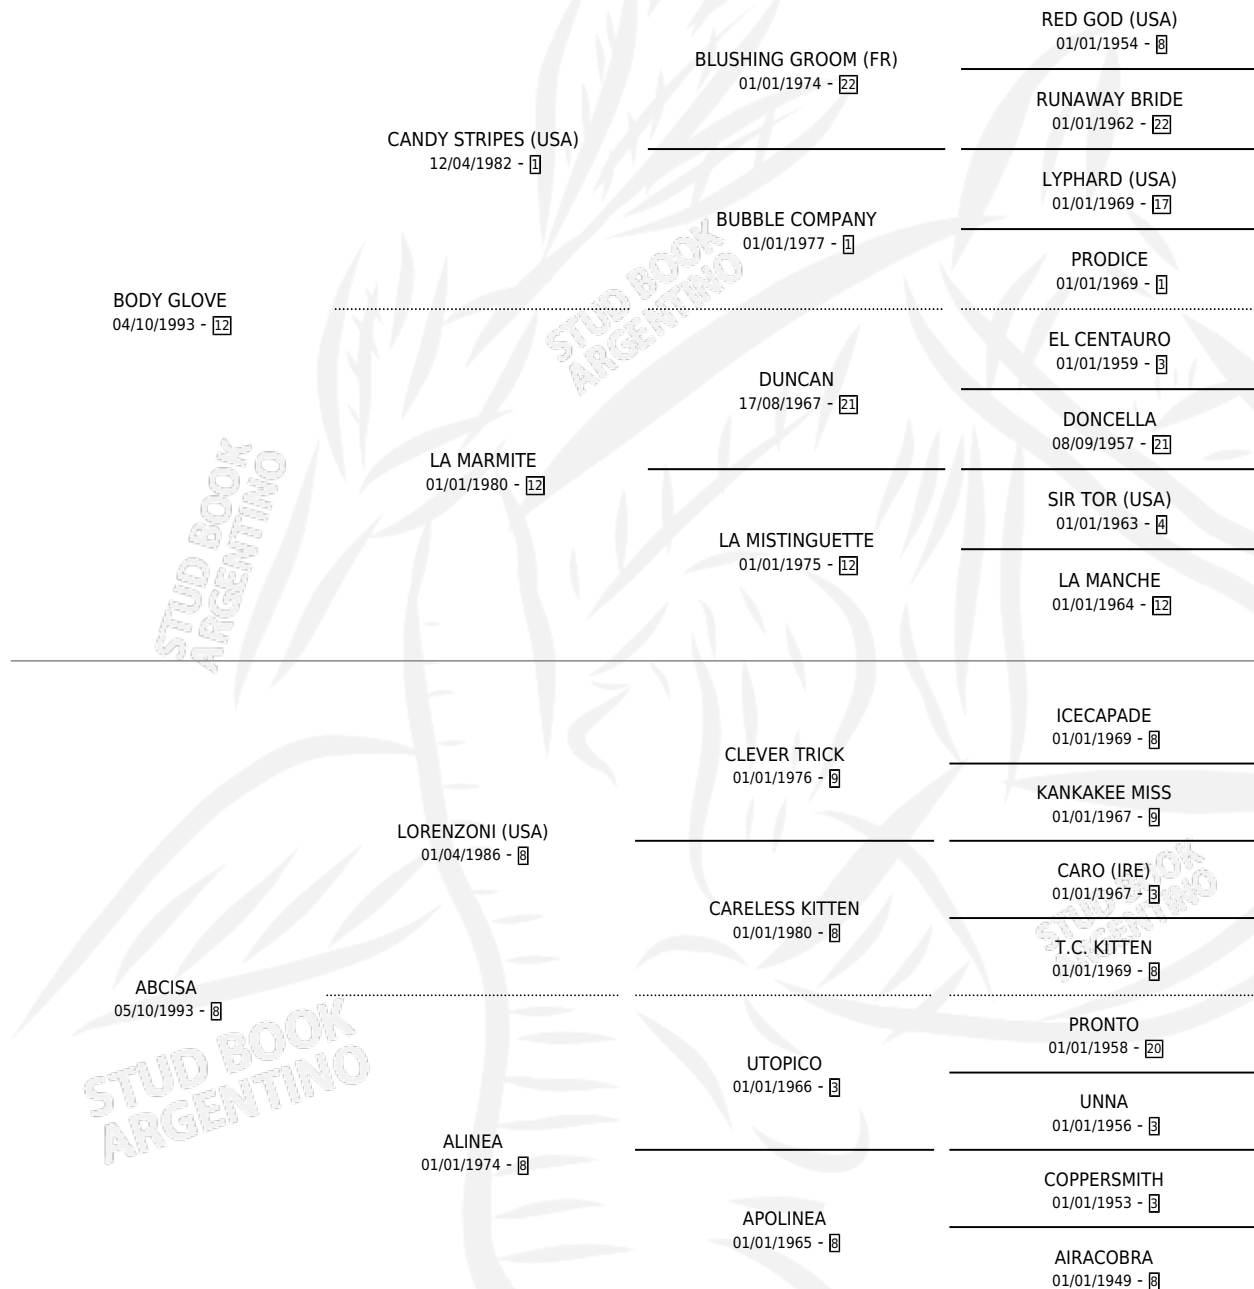 RED GOD (USA)
01/01/1954 - 8
BLUSHING GROOM (FR)
01/01/1974 - 22
RUNAWAY BRIDE
01/01/1962 - 22
CANDY STRIPES (USA)
12/04/1982 - 1
LYPHARD (USA)
01/01/1969 - 17
BUBBLE COMPANY
01/01/1977 - 1
PRODICE
01/01/1969 - 1
BODY GLOVE
04/10/1993 - 12
STUD BOOK
ARGENTINO
EL CENTAURO
01/01/1959 - 3
DUNCAN
17/08/1967 - 21
DONCELLA
08/09/1957 - 21
LA MARMITE
01/01/1980 - 12
SIR TOR (USA)
01/01/1963 - 4
LA MISTINGUETTE
01/01/1975 - 12
LA MANCHE
01/01/1964 - 12
STUD BOOK
ARGENTINO
ICECAPADE
01/01/1969 - 8
CLEVER TRICK
01/01/1976 - 9
KANKAKEE MISS
01/01/1967 - 9
LORENZONI (USA)
01/04/1986 - 8
CARO (IRE)
01/01/1967 - 3
STUD BOOK
ARGENTINO
CARELESS KITTEN
01/01/1980 - 8
T.C. KITTEN
01/01/1969 - 8
ABCISA
05/10/1993 - 8
STUD BOOK
ARGENTINO
PRONTO
01/01/1958 - 20
UTOPICO
01/01/1966 - 3
UNNA
01/01/1956 - 3
ALINEA
01/01/1974 - 8
COPPERSMITH
01/01/1953 - 3
APOLINEA
01/01/1965 - 8
AIRACOBRA
01/01/1949 - 8